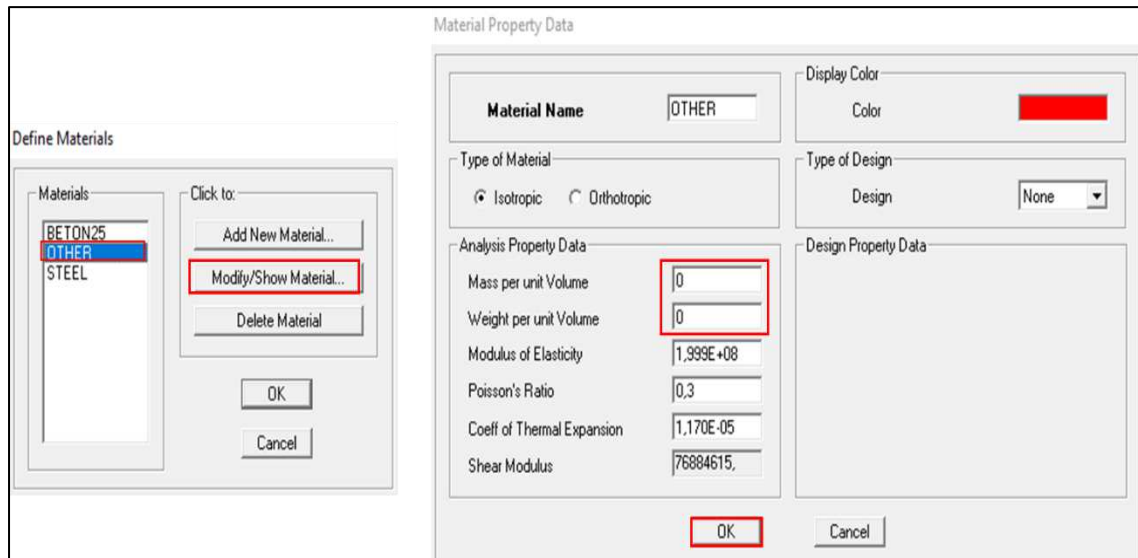 Define Materials
Materials
BETON25
OTHER
STEEL
Click to:
Add New Material...
Modify/Show Material...
Delete Material
OK
Cancel
Material Property Data
Material Name OTHER
Display Color
Color
Type of Material
Isotropic Orthotropic
Type of Design
Design None
Analysis Property Data
Mass per unit Volume 0
Weight per unit Volume 0
Modulus of Elasticity 1,999E+08
Poisson's Ratio 0,3
Coeff of Thermal Expansion 1,170E-05
Shear Modulus 76884615,
Design Property Data
OK Cancel